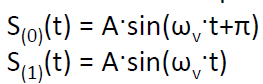 S(0)(t) = A·sin(ωv·t+π)
S(1)(t) = A·sin(ωv·t)